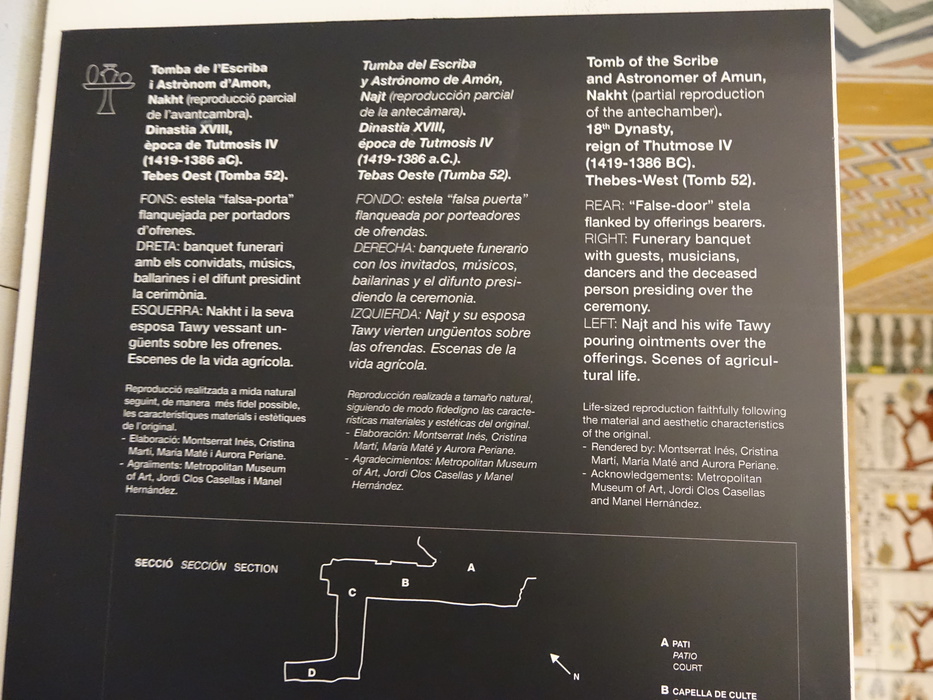 Tomba de l'Escriba
i Astrònom d'Amon,
Nakht (reproducció parcial
de l'avantcambra).
Dinastia XVIII,
època de Tutmosis IV
(1419-1386 aC).
Tebes Oest (Tomba 52).
FONS: estela "falsa-porta"
flanquejada per portadors
d'ofrenes.
DRETA: banquet funerari
amb els convidats, músics,
ballarines i el difunt presidint
la cerimònia.
ESQUERRA: Nakht i la seva
esposa Tawy vessant un-
güents sobre les ofrenes.
Escenes de la vida agrícola.
Reproducció realitzada a mida natural
seguint, de manera més fidel possible,
les característiques materials i estètiques
de l'original.
- Elaboració: Montserrat Inés, Cristina
Martí, María Maté i Aurora Periane.
- Agraïments: Metropolitan Museum
of Art, Jordi Clos Casellas i Manel
Hernández.
Tumba del Escriba
y Astrónomo de Amón,
Najt (reproducción parcial
de la antecámara).
Dinastía XVIII,
época de Tutmosis IV
(1419-1386 a.C.).
Tebas Oeste (Tumba 52).
FONDO: estela "falsa puerta"
flanqueada por porteadores
de ofrendas.
DERECHA: banquete funerario
con los invitados, músicos,
bailarinas y el difunto presi-
diendo la ceremonia.
IZQUIERDA: Najt y su esposa
Tawy vierten ungüentos sobre
las ofrendas. Escenas de la
vida agrícola.
Reproducción realizada a tamaño natural,
siguiendo de modo fidedigno las caracte-
rísticas materiales y estéticas del original.
- Elaboración: Montserrat Inés, Cristina
Martí, María Maté y Aurora Periane.
- Agradecimientos: Metropolitan Museum
of Art, Jordi Clos Casellas y Manel
Hernández.
Tomb of the Scribe
and Astronomer of Amun,
Nakht (partial reproduction
of the antechamber).
18th Dynasty,
reign of Thutmose IV
(1419-1386 BC).
Thebes-West (Tomb 52).
REAR: "False-door" stela
flanked by offerings bearers.
RIGHT: Funerary banquet
with guests, musicians,
dancers and the deceased
person presiding over the
ceremony.
LEFT: Najt and his wife Tawy
pouring ointments over the
offerings. Scenes of agricul-
tural life.
Life-sized reproduction faithfully following
the material and aesthetic characteristics
of the original.
- Rendered by: Montserrat Inés, Cristina
Martí, María Maté and Aurora Periane.
- Acknowledgements: Metropolitan
Museum of Art, Jordi Clos Casellas
and Manel Hernández.
SECCIÓ SECCIÓN SECTION
A
B
C
D
N
A PATI
PATIO
COURT
B CAPELLA DE CULTE